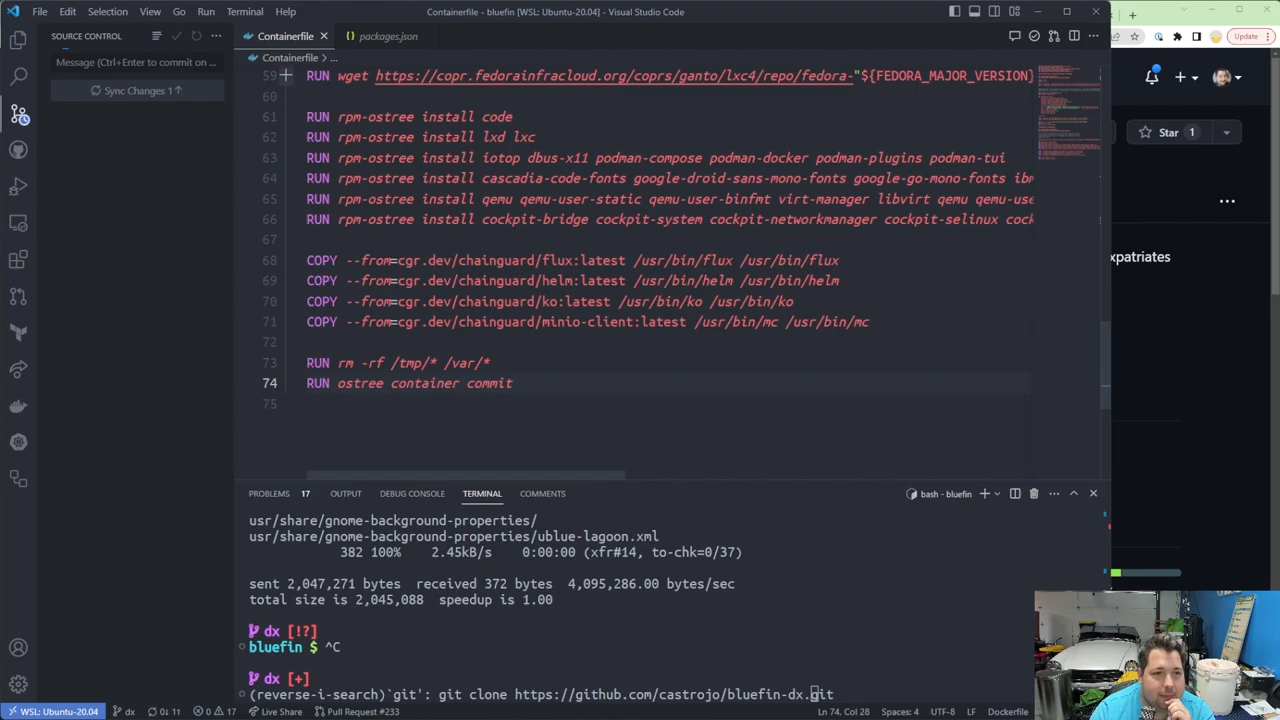 File Edit Selection View Go Run Terminal Help
Containerfile - bluefin [WSL: Ubuntu-20.04] - Visual Studio Code
Update
SOURCE CONTROL
Message (Ctrl+Enter to commit on ...
Sync Changes 1↑
Containerfile
packages.json
Containerfile > ...
59 RUN wget https://copr.fedorainfracloud.org/coprs/ganto/lxc4/repo/fedora-"${FEDORA_MAJOR_VERSION}
60
61 RUN rpm-ostree install code
62 RUN rpm-ostree install lxd lxc
63 RUN rpm-ostree install iotop dbus-x11 podman-compose podman-docker podman-plugins podman-tui
64 RUN rpm-ostree install cascadia-code-fonts google-droid-sans-mono-fonts google-go-mono-fonts ibm
65 RUN rpm-ostree install qemu qemu-user-static qemu-user-binfmt virt-manager libvirt qemu qemu-use
66 RUN rpm-ostree install cockpit-bridge cockpit-system cockpit-networkmanager cockpit-selinux cock
67
68 COPY --from=cgr.dev/chainguard/flux:latest /usr/bin/flux /usr/bin/flux
69 COPY --from=cgr.dev/chainguard/helm:latest /usr/bin/helm /usr/bin/helm
70 COPY --from=cgr.dev/chainguard/ko:latest /usr/bin/ko /usr/bin/ko
71 COPY --from=cgr.dev/chainguard/minio-client:latest /usr/bin/mc /usr/bin/mc
72
73 RUN rm -rf /tmp/* /var/*
74 RUN ostree container commit
75
Star 1
xpatriates
PROBLEMS 17 OUTPUT DEBUG CONSOLE TERMINAL COMMENTS
bash - bluefin
usr/share/gnome-background-properties/
usr/share/gnome-background-properties/ublue-lagoon.xml
382 100% 2.45kB/s 0:00:00 (xfr#14, to-chk=0/37)
sent 2,047,271 bytes received 372 bytes 4,095,286.00 bytes/sec
total size is 2,045,088 speedup is 1.00
dx [!?]
bluefin $ ^C
dx [+]
(reverse-i-search)`git': git clone https://github.com/castrojo/bluefin-dx.git
WSL: Ubuntu-20.04 dx 0↓ 1↑ 0 17 Live Share Pull Request #233 Ln 74, Col 28 Spaces: 4 UTF-8 LF Dockerfile